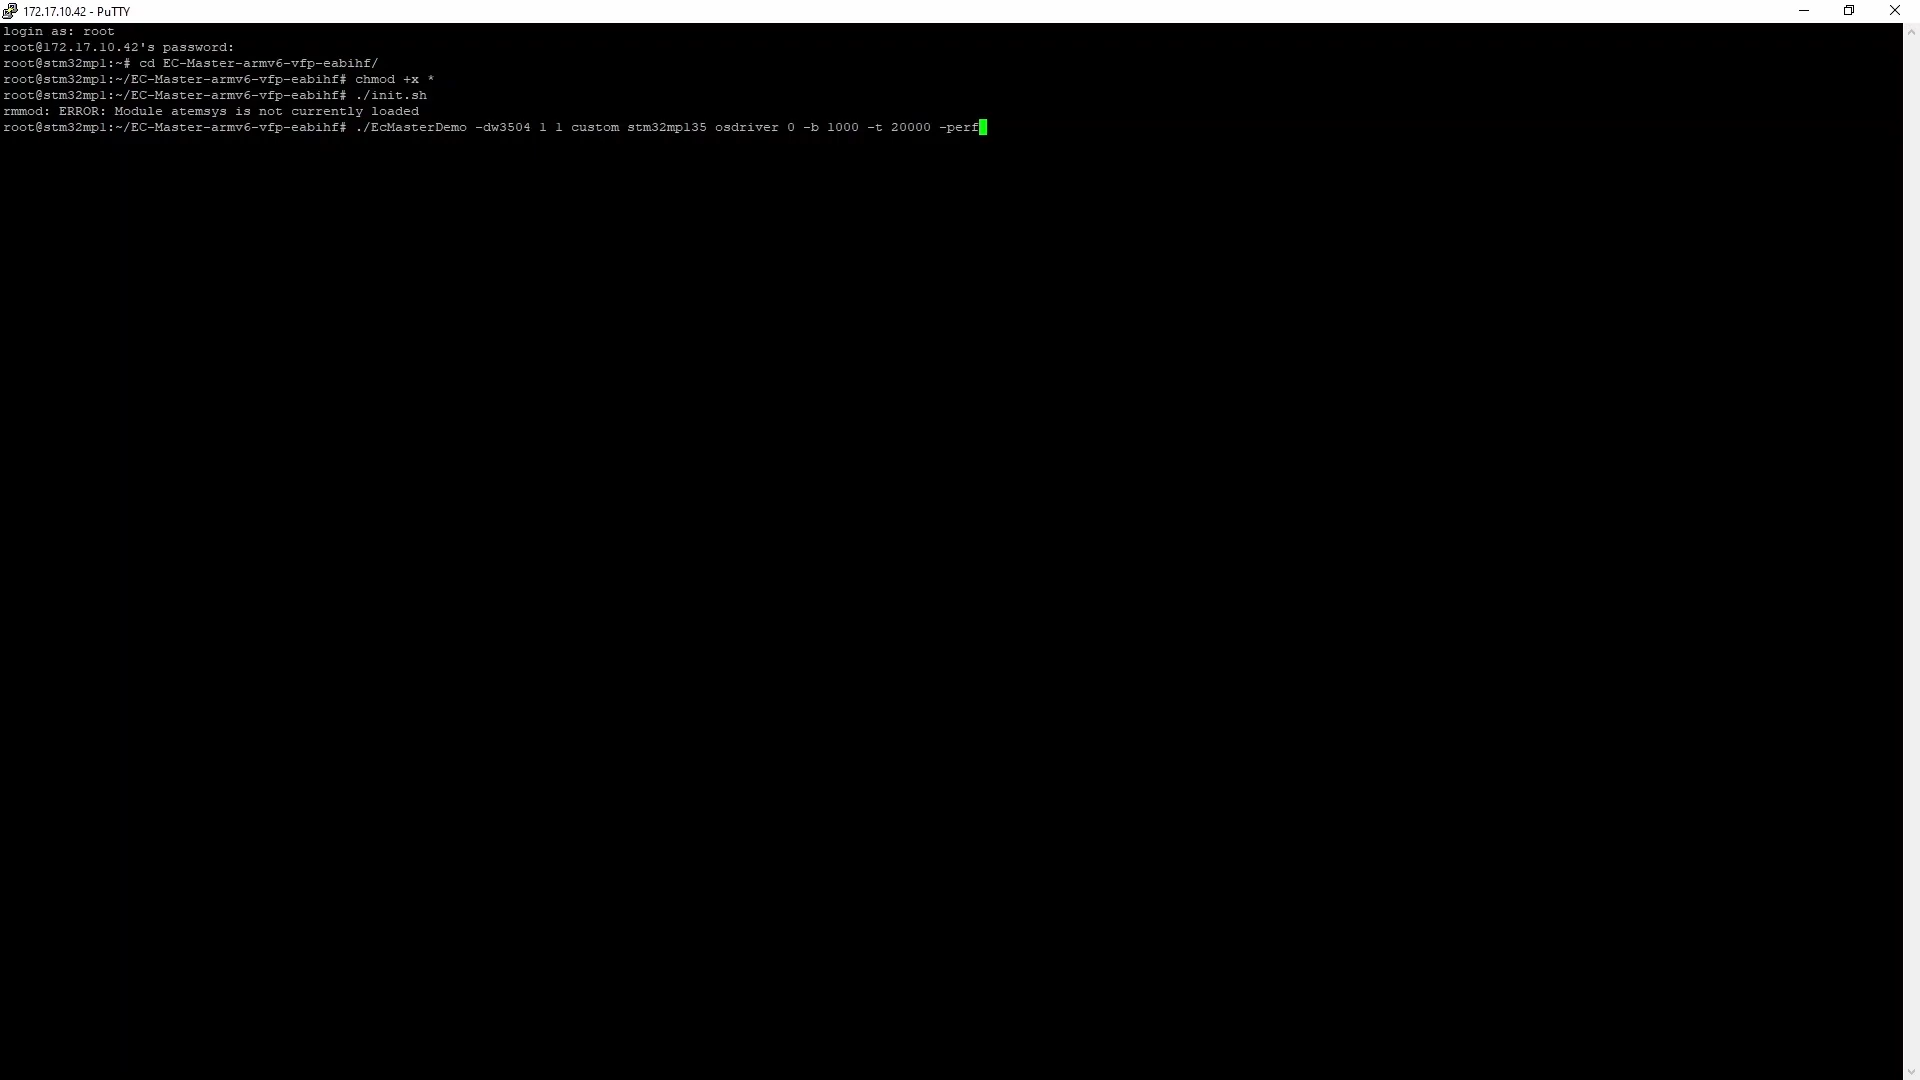 172.17.10.42 - PuTTY
login as: root
root@172.17.10.42's password:
root@stm32mp1:~# cd EC-Master-armv6-vfp-eabihf/
root@stm32mp1:~/EC-Master-armv6-vfp-eabihf# chmod +x *
root@stm32mp1:~/EC-Master-armv6-vfp-eabihf# ./init.sh
rmmod: ERROR: Module atemsys is not currently loaded
root@stm32mp1:~/EC-Master-armv6-vfp-eabihf# ./EcMasterDemo -dw3504 1 1 custom stm32mp135 osdriver 0 -b 1000 -t 20000 -perf